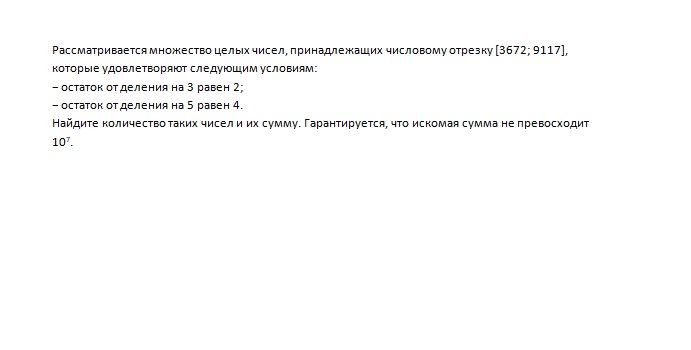 Рассматривается множество целых чисел, принадлежащих числовому отрезку [3672; 9117],
которые удовлетворяют следующим условиям:
− остаток от деления на 3 равен 2;
− остаток от деления на 5 равен 4.
Найдите количество таких чисел и их сумму. Гарантируется, что искомая сумма не превосходит
10⁷.